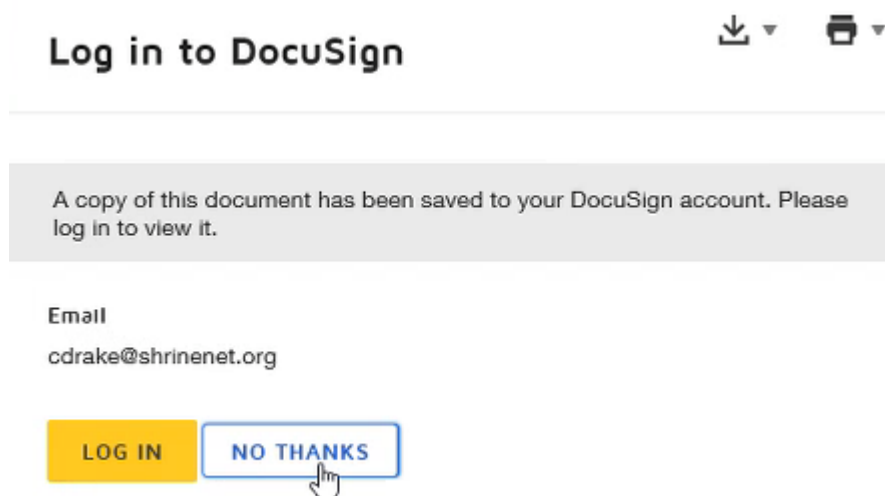 Log in to DocuSign
A copy of this document has been saved to your DocuSign account. Please
log in to view it.
Email
cdrake@shrinenet.org
LOG IN
NO THANKS